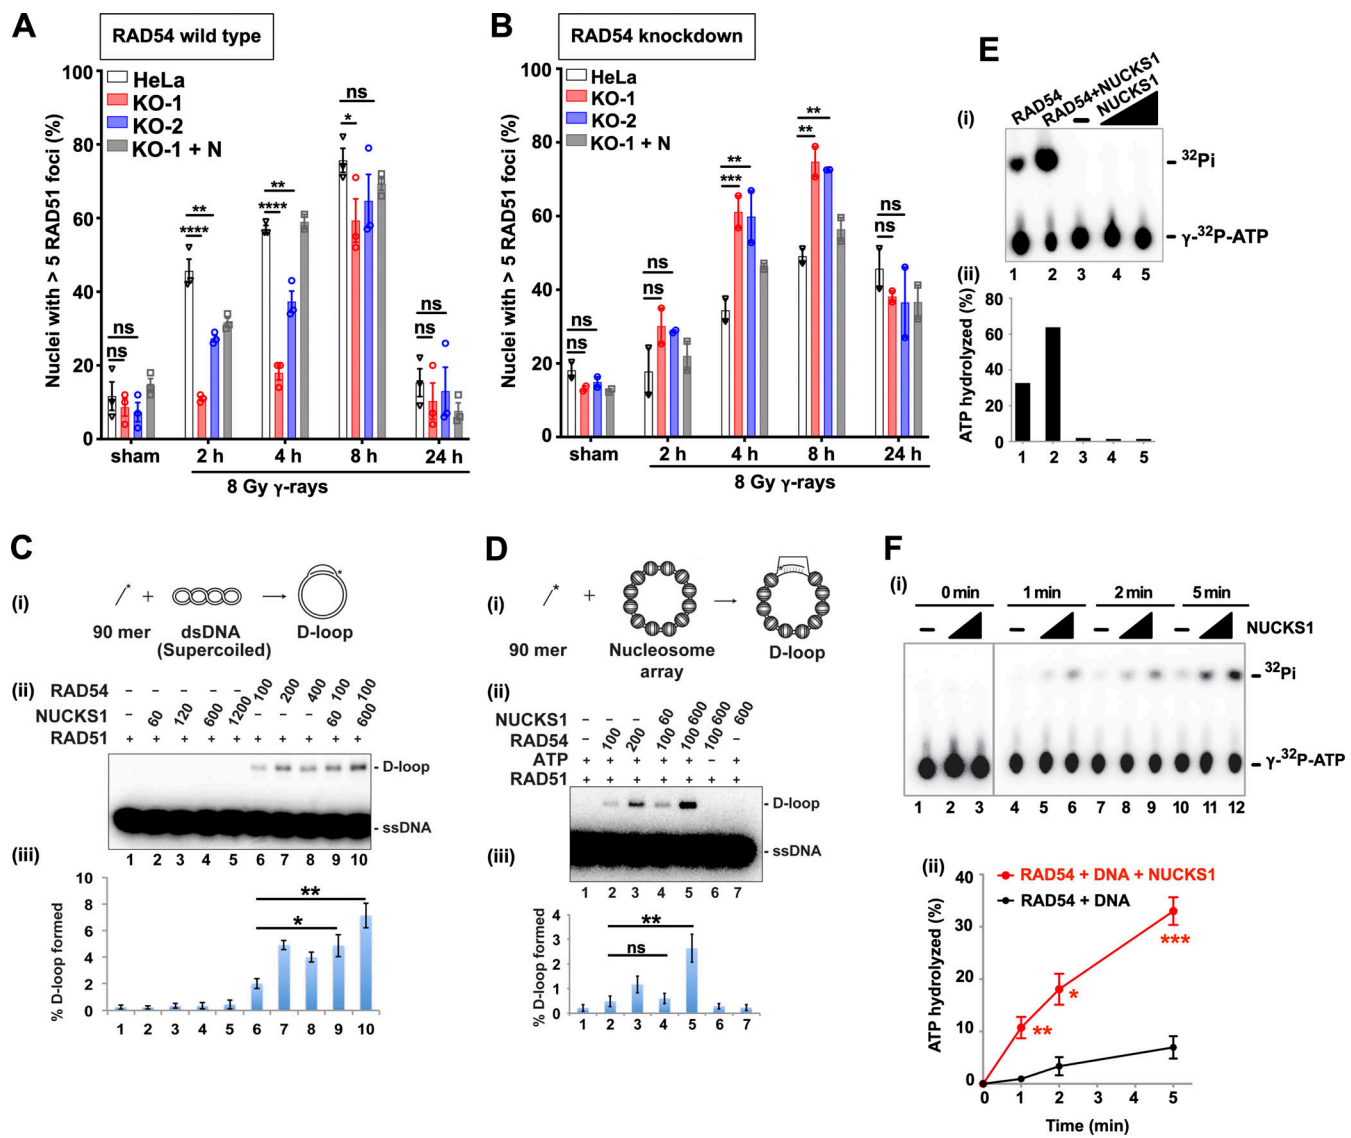 A
RAD54 wild type
Nuclei with > 5 RAD51 foci (%)
100
80
60
40
20
0
HeLa
KO-1
KO-2
KO-1 + N
ns
ns
**
****
**
****
ns
*
ns
ns
sham
2 h
4 h
8 h
24 h
8 Gy γ-rays
B
RAD54 knockdown
Nuclei with > 5 RAD51 foci (%)
100
80
60
40
20
0
HeLa
KO-1
KO-2
KO-1 + N
ns
ns
ns
ns
**
***
**
**
ns
ns
sham
2 h
4 h
8 h
24 h
8 Gy γ-rays
E
(i)
RAD54
RAD54+NUCKS1
–
NUCKS1
32Pi
γ-32P-ATP
1 2 3 4 5
(ii)
ATP hydrolyzed (%)
80
60
40
20
0
1 2 3 4 5
C
(i)
*
+
*
90 mer
dsDNA
(Supercoiled)
D-loop
(ii)
RAD54 – – – – – 100 200 400 100 100
NUCKS1 – 60 120 600 1200 – – – 60 600
RAD51 + + + + + + + + + +
D-loop
ssDNA
1 2 3 4 5 6 7 8 9 10
(iii)
% D-loop formed
10
8
6
4
2
0
**
*
1 2 3 4 5 6 7 8 9 10
D
(i)
*
+
*
90 mer
Nucleosome
array
D-loop
(ii)
NUCKS1 – – – 60 600 600 600
RAD54 – 100 200 100 100 100 –
ATP + + + + + – +
RAD51 + + + + + + +
D-loop
ssDNA
1 2 3 4 5 6 7
(iii)
% D-loop formed
4
3
2
1
0
**
ns
1 2 3 4 5 6 7
F
(i)
0 min
1 min
2 min
5 min
– – – –
NUCKS1
32Pi
γ-32P-ATP
1 2 3 4 5 6 7 8 9 10 11 12
(ii)
ATP hydrolyzed (%)
40
30
20
10
0
RAD54 + DNA + NUCKS1
RAD54 + DNA
**
*
***
0 1 2 3 4 5
Time (min)